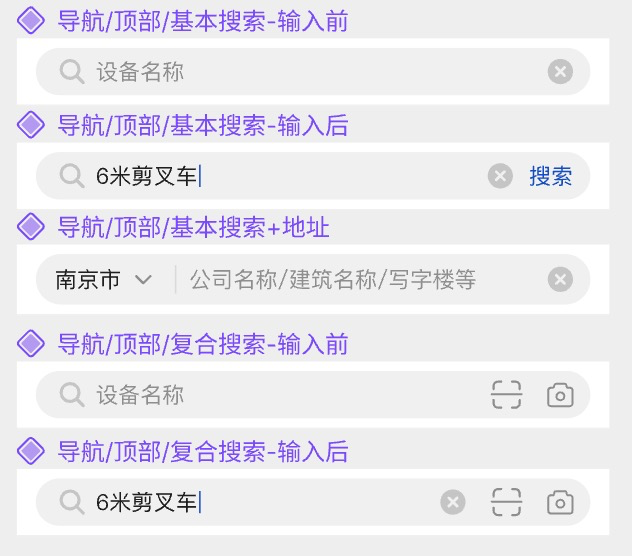 导航/顶部/基本搜索-输入前
设备名称
导航/顶部/基本搜索-输入后
6米剪叉车 搜索
导航/顶部/基本搜索+地址
南京市 公司名称/建筑名称/写字楼等
导航/顶部/复合搜索-输入前
设备名称
导航/顶部/复合搜索-输入后
6米剪叉车